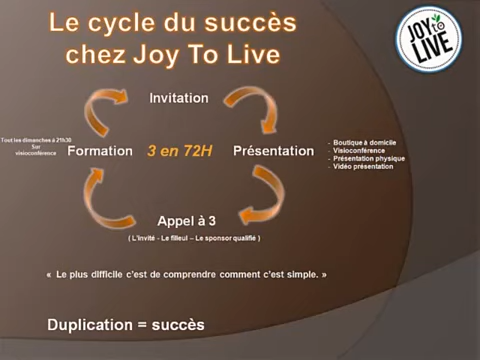 Le cycle du succès
chez Joy To Live
JOY
to
LIVE
Invitation
Tout les dimanches à 21h30
Sur
visioconférence
Formation
3 en 72H
Présentation
- Boutique à domicile
- Visioconférence
- Présentation physique
- Vidéo présentation
Appel à 3
( L'invité - Le filleul – Le sponsor qualifié )
« Le plus difficile c'est de comprendre comment c'est simple. »
Duplication = succès